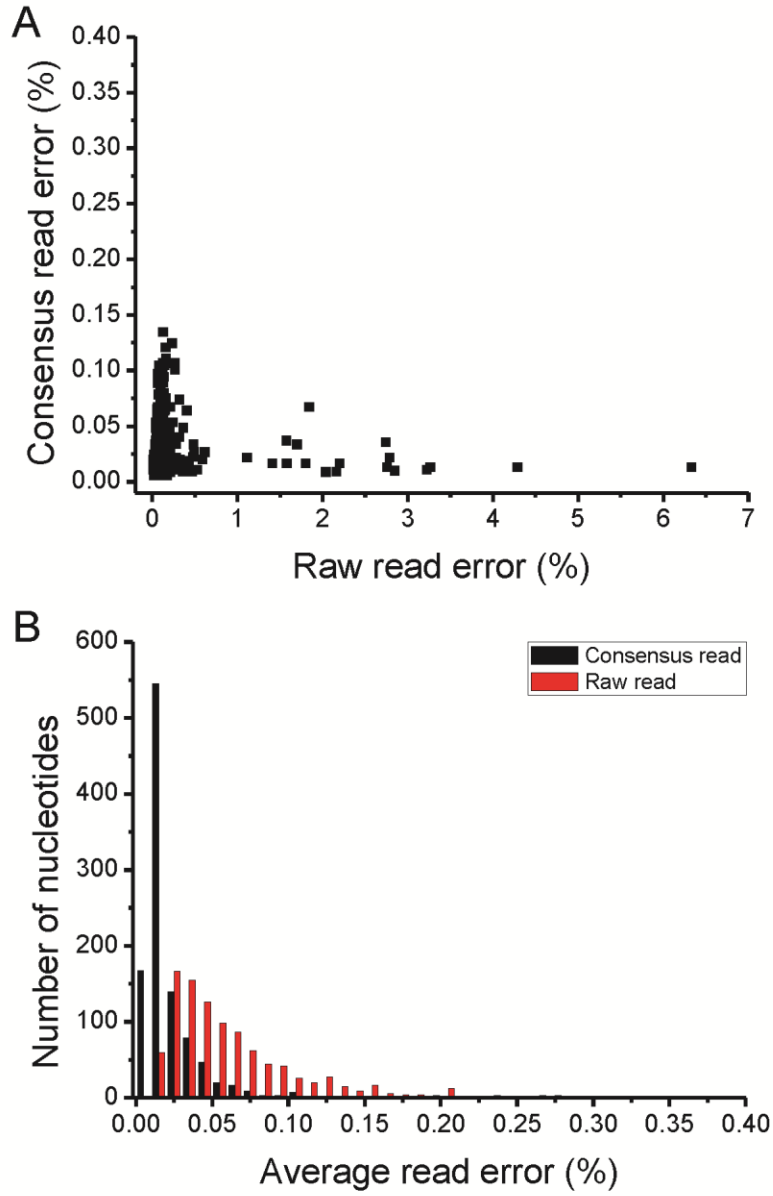 A
Consensus read error (%)
0.40
0.35
0.30
0.25
0.20
0.15
0.10
0.05
0.00
0 1 2 3 4 5 6 7
Raw read error (%)
B
Number of nucleotides
600
500
400
300
200
100
0
Consensus read
Raw read
0.00 0.05 0.10 0.15 0.20 0.25 0.30 0.35 0.40
Average read error (%)